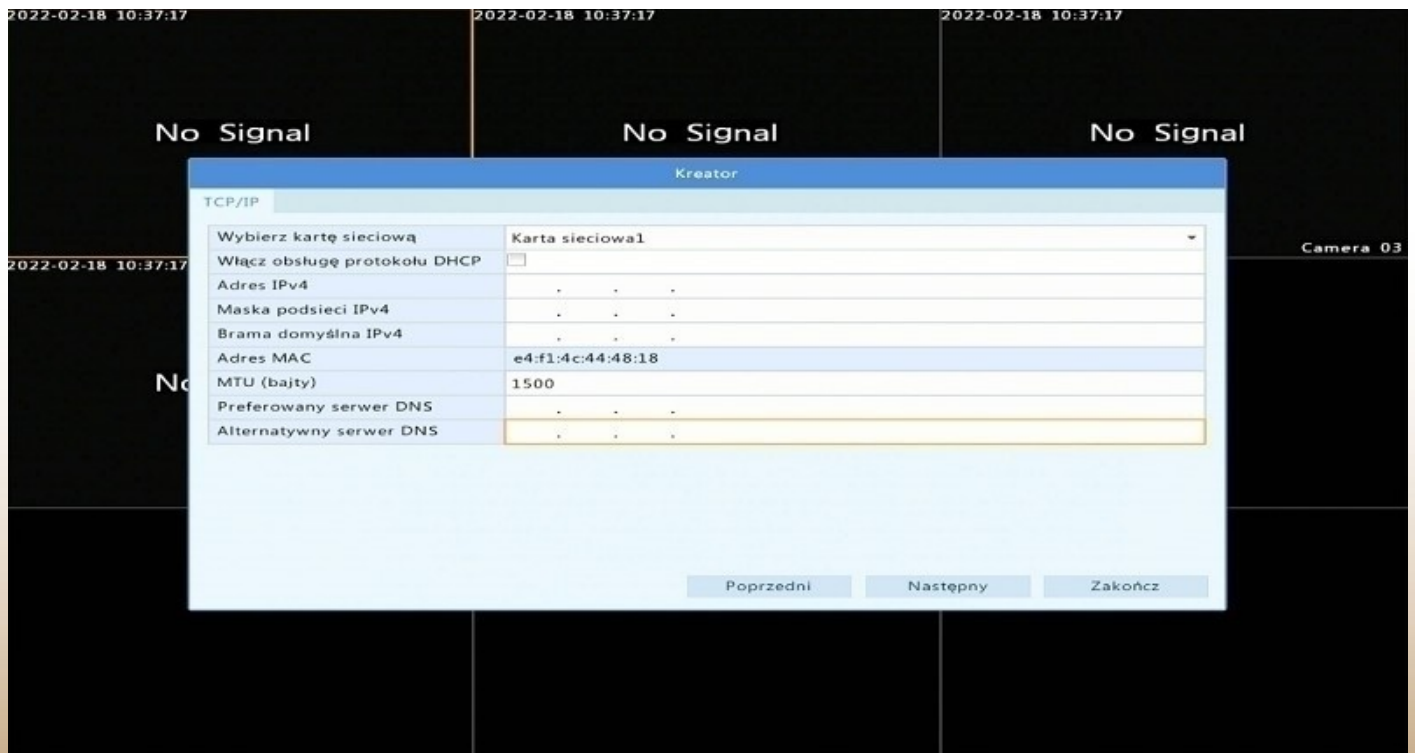 2022-02-18 10:37:17
2022-02-18 10:37:17
2022-02-18 10:37:17
No Signal
No Signal
No Signal
Kreator
TCP/IP
Wybierz kartę sieciową
Karta sieciowa1
Włącz obsługę protokołu DHCP
Adres IPv4
. . .
Maska podsieci IPv4
. . .
Brama domyślna IPv4
. . .
Adres MAC
e4:f1:4c:44:48:18
MTU (bajty)
1500
Preferowany serwer DNS
. . .
Alternatywny serwer DNS
. . .
Poprzedni
Następny
Zakończ
Camera 03
2022-02-18 10:37:17
No